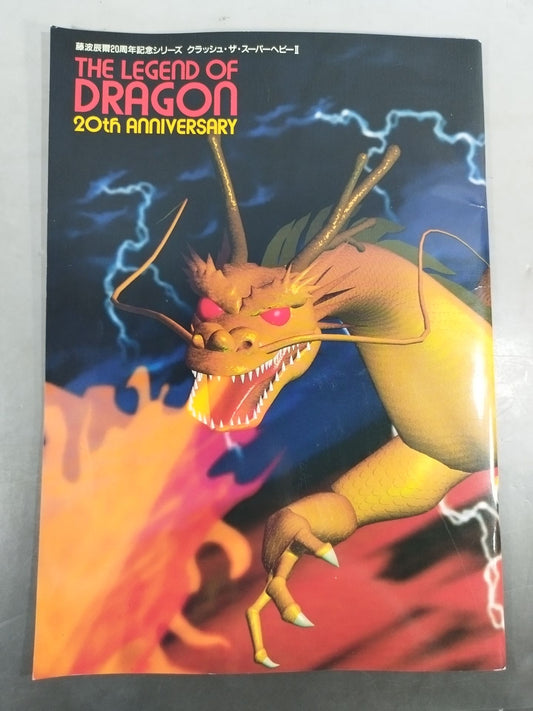 藤波辰爾20周年記念シリーズ クラッシュ・ザ・スーパーヘビーⅡ
THE LEGEND OF
DRAGON
20th ANNIVERSARY